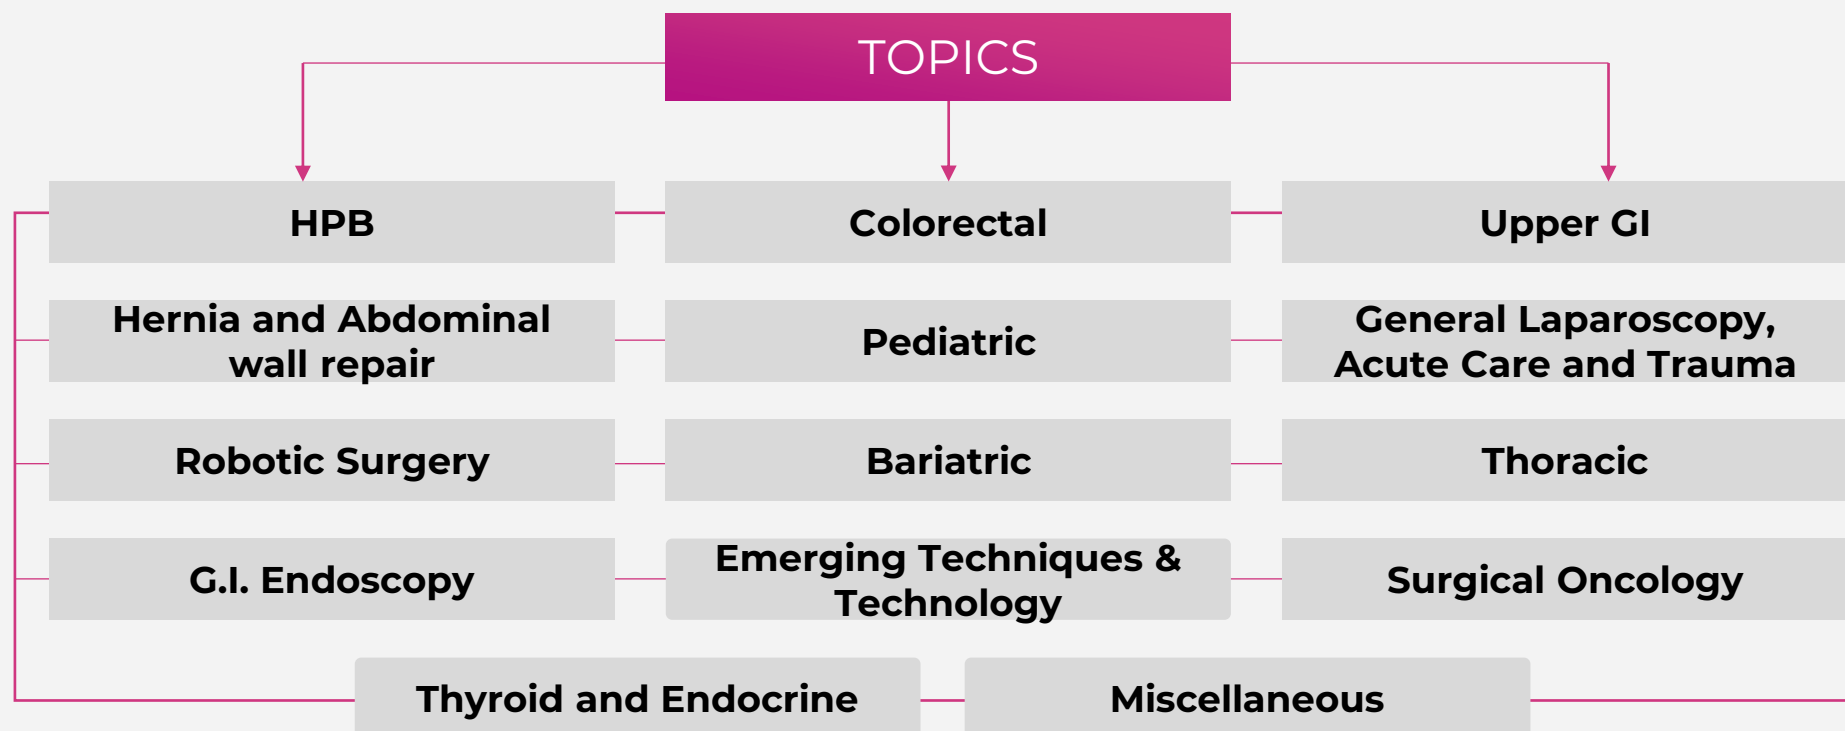 TOPICS
HPB
Colorectal
Upper GI
Hernia and Abdominal
wall repair
Pediatric
General Laparoscopy,
Acute Care and Trauma
Robotic Surgery
Bariatric
Thoracic
G.I. Endoscopy
Emerging Techniques &
Technology
Surgical Oncology
Thyroid and Endocrine
Miscellaneous